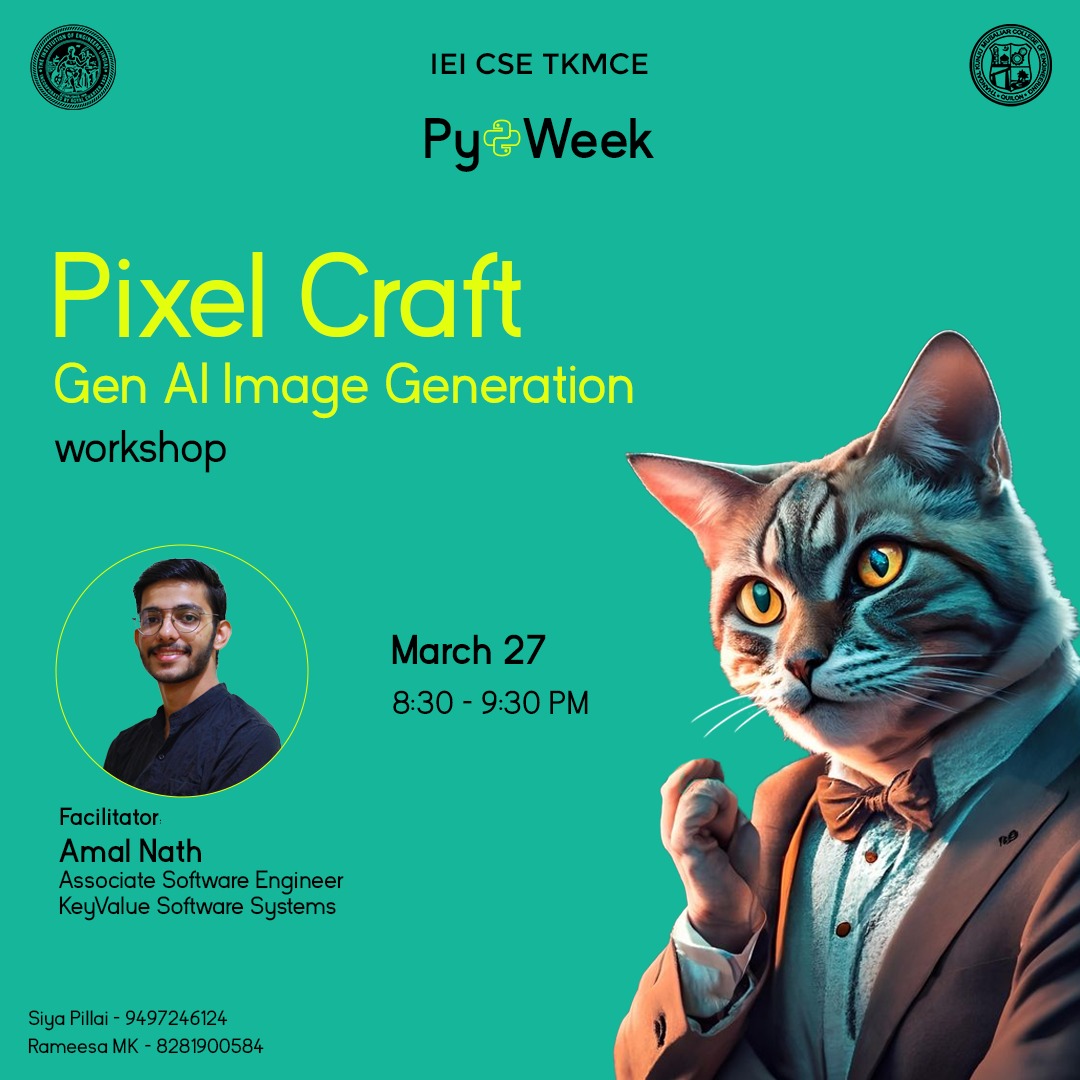 IEI CSE TKMCE
Py Week
Pixel Craft
Gen AI Image Generation
workshop
March 27
8:30 - 9:30 PM
Facilitator:
Amal Nath
Associate Software Engineer
KeyValue Software Systems
Siya Pillai - 9497246124
Rameesa MK - 8281900584